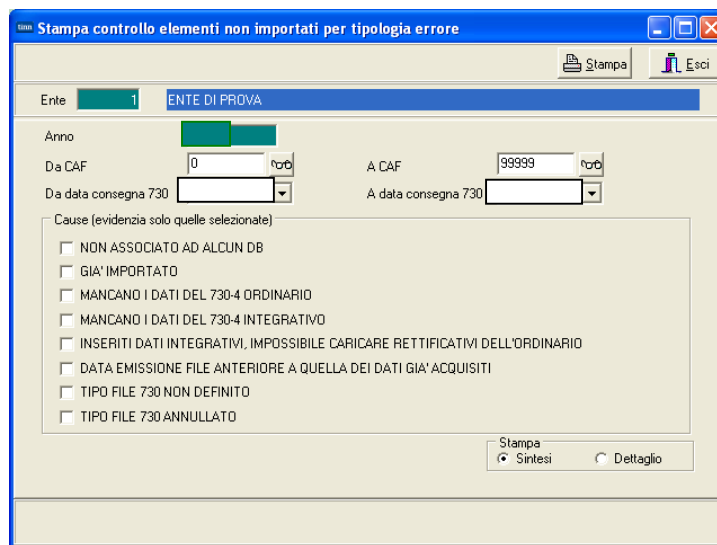 tinn Stampa controllo elementi non importati per tipologia errore
Stampa Esci
Ente 1 ENTE DI PROVA
Anno
Da CAF 0 A CAF 99999
Da data consegna 730 A data consegna 730
Cause (evidenzia solo quelle selezionate)
NON ASSOCIATO AD ALCUN DB
GIA' IMPORTATO
MANCANO I DATI DEL 730-4 ORDINARIO
MANCANO I DATI DEL 730-4 INTEGRATIVO
INSERITI DATI INTEGRATIVI, IMPOSSIBILE CARICARE RETTIFICATIVI DELL'ORDINARIO
DATA EMISSIONE FILE ANTERIORE A QUELLA DEI DATI GIA' ACQUISITI
TIPO FILE 730 NON DEFINITO
TIPO FILE 730 ANNULLATO
Stampa
Sintesi Dettaglio